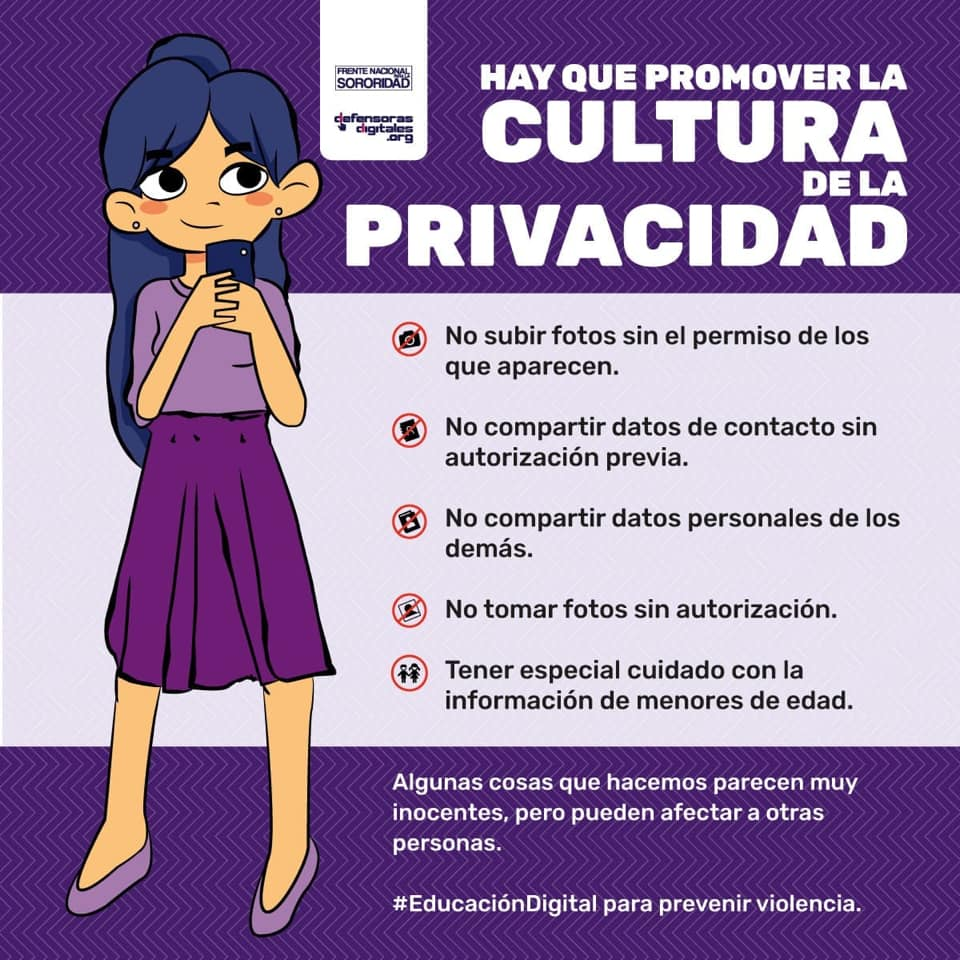 FRENTE NACIONAL
PARA LA
SORORIDAD
defensoras
digitales
.org
HAY QUE PROMOVER LA
CULTURA
DE LA
PRIVACIDAD
No subir fotos sin el permiso de los
que aparecen.
No compartir datos de contacto sin
autorización previa.
No compartir datos personales de los
demás.
No tomar fotos sin autorización.
Tener especial cuidado con la
información de menores de edad.
Algunas cosas que hacemos parecen muy
inocentes, pero pueden afectar a otras
personas.
#EducaciónDigital para prevenir violencia.